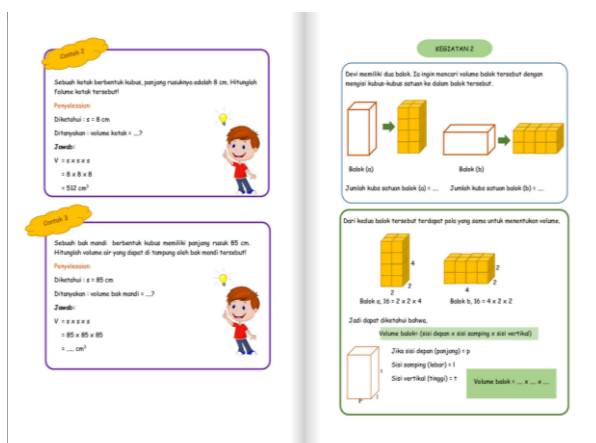 Contoh 2
Sebuah kotak berbentuk kubus, panjang rusuknya adalah 8 cm. Hitunglah
folume kotak tersebut!
Penyelesaian:
Diketahui : s = 8 cm
Ditanyakan : volume kotak = ...?
Jawab:
V = s x s x s
= 8 x 8 x 8
= 512 cm³
Contoh 3
Sebuah bak mandi berbentuk kubus memiliki panjang rusuk 85 cm.
Hitunglah volume air yang dapat di tampung oleh bak mandi tersebut!
Penyelesaian:
Diketahui : s = 85 cm
Ditanyakan : volume bak mandi = ...?
Jawab:
V = s x s x s
= 85 x 85 x 85
= .... cm³
KEGIATAN 2
Devi memiliki dua balok. Ia ingin mencari volume balok tersebut dengan
mengisi kubus-kubus satuan ke dalam balok tersebut.
Balok (a) Balok (b)
Jumlah kubs satuan balok (a) = .... Jumlah kubs satuan balok (b) = ....
Dari kedua balok tersebut terdapat pola yang sama untuk menentukan volume.
4
2
2
2
2
4
Balok a, 16 = 2 x 2 x 4 Balok b, 16 = 4 x 2 x 2
Jadi dapat diketahui bahwa,
Volume balok= (sisi depan x sisi samping x sisi vertikal)
Jika sisi depan (panjang) = p
Sisi samping (lebar) = l
Sisi vertikal (tinggi) = t
t
l
p
Volume balok = ... x ... x ...